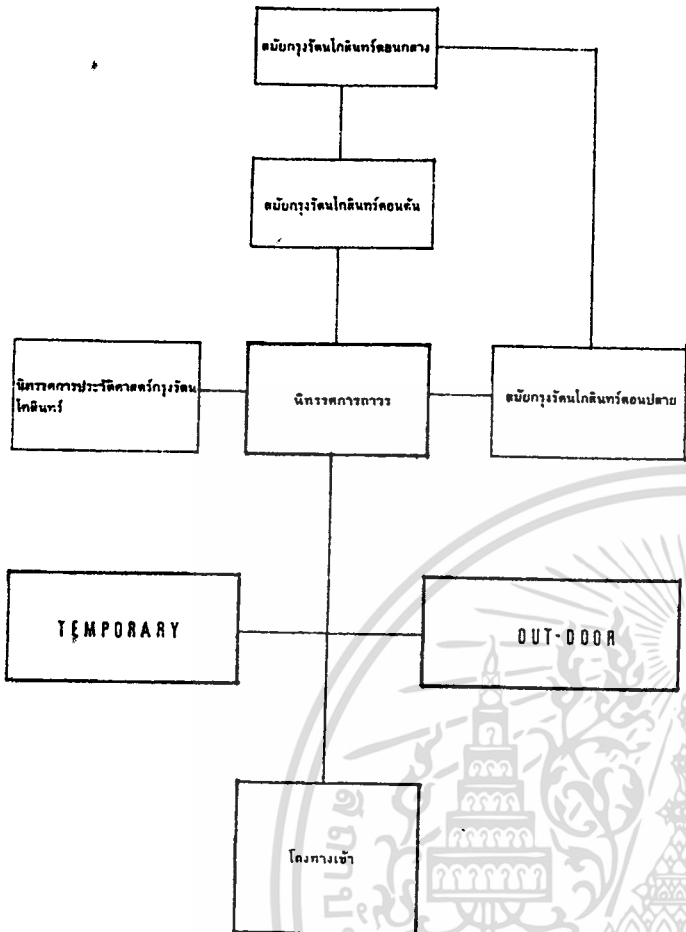 สมัยกรุงรัตนโกสินทร์ตอนกลาง
สมัยกรุงรัตนโกสินทร์ตอนต้น
นิทรรศการประวัติศาสตร์กรุงรัตน
โกสินทร์
นิทรรศการถาวร
สมัยกรุงรัตนโกสินทร์ตอนปลาย
TEMPORARY
OUT-DOOR
โถงทางเข้า